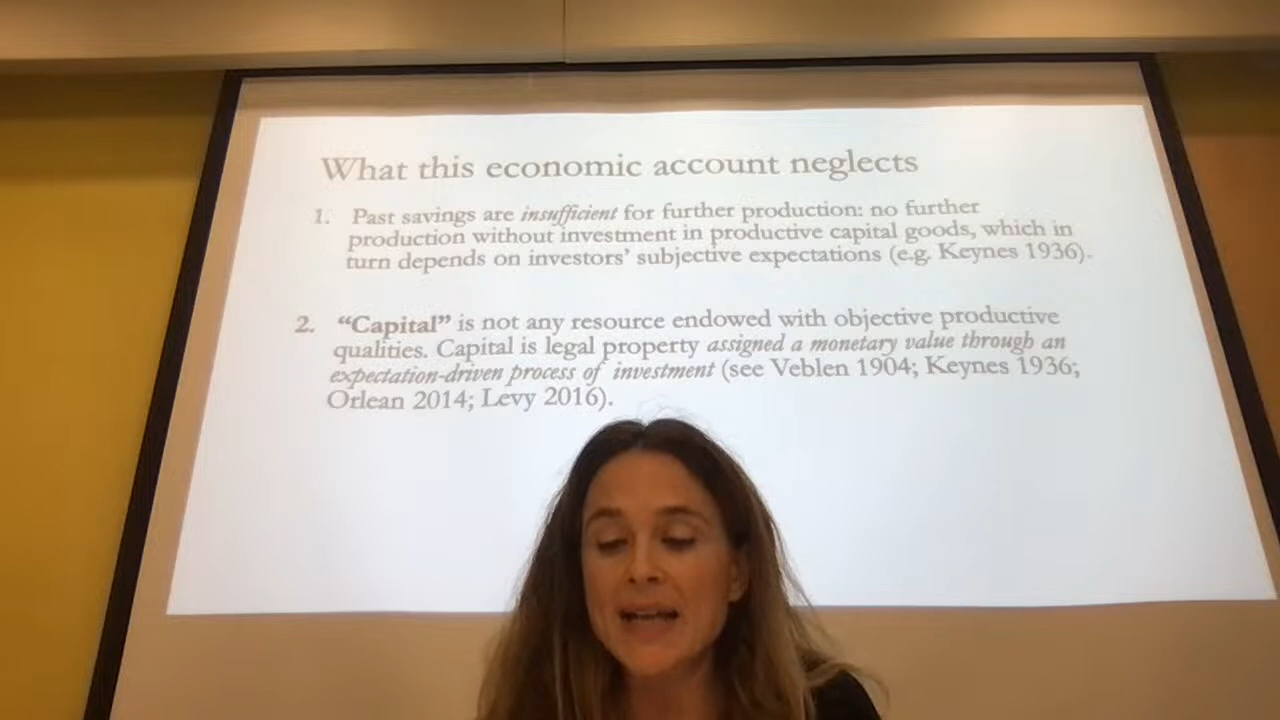 What this economic account neglects
1. Past savings are insufficient for further production: no further
production without investment in productive capital goods, which in
turn depends on investors' subjective expectations (e.g. Keynes 1936).
2. “Capital” is not any resource endowed with objective productive
qualities. Capital is legal property assigned a monetary value through an
expectation-driven process of investment (see Veblen 1904; Keynes 1936;
Orlean 2014; Levy 2016).